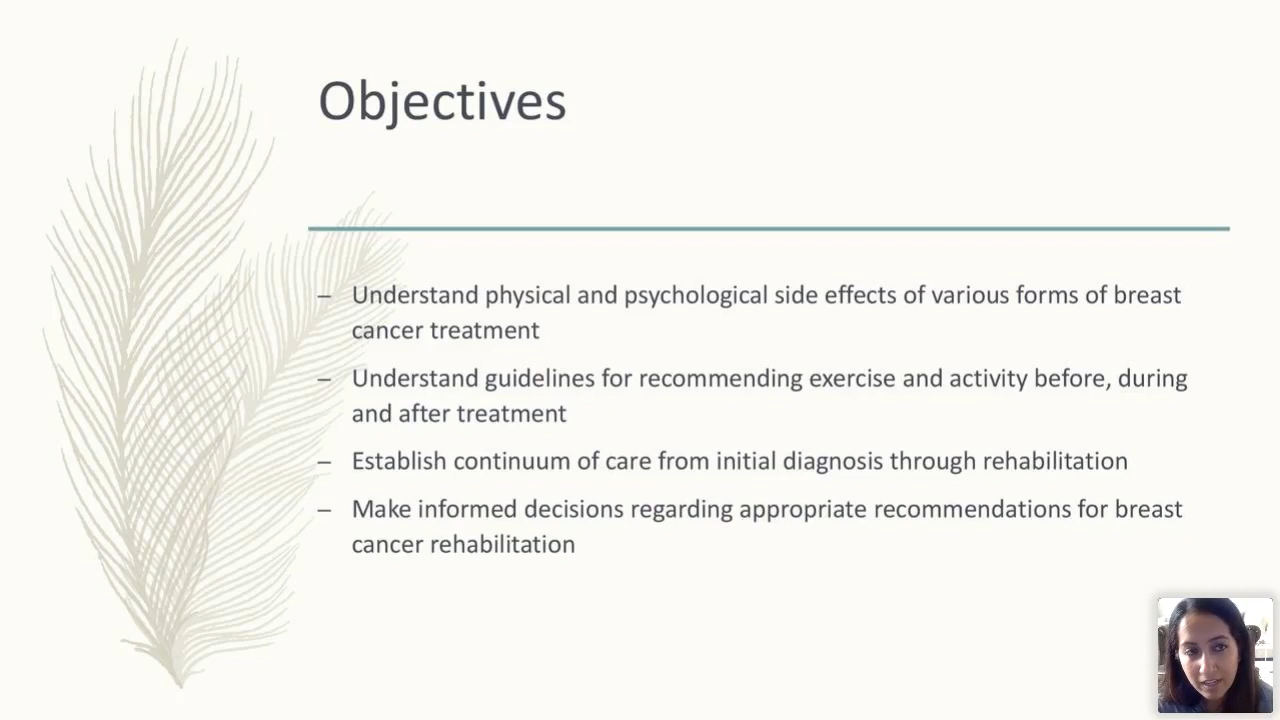 Objectives
– Understand physical and psychological side effects of various forms of breast
cancer treatment
– Understand guidelines for recommending exercise and activity before, during
and after treatment
– Establish continuum of care from initial diagnosis through rehabilitation
– Make informed decisions regarding appropriate recommendations for breast
cancer rehabilitation